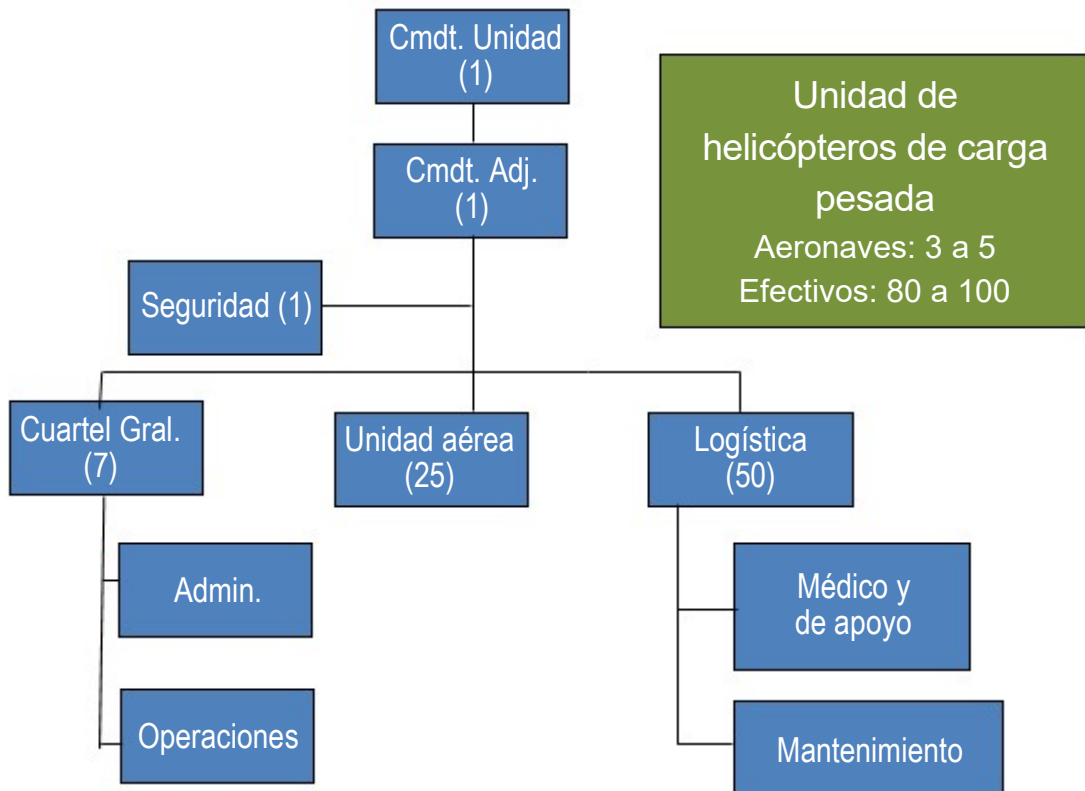 Cmdt. Unidad
(1)
Unidad de
helicópteros de carga
pesada
Aeronaves: 3 a 5
Efectivos: 80 a 100
Cmdt. Adj.
(1)
Seguridad (1)
Cuartel Gral.
(7)
Unidad aérea
(25)
Logística
(50)
Admin.
Médico y
de apoyo
Operaciones
Mantenimiento